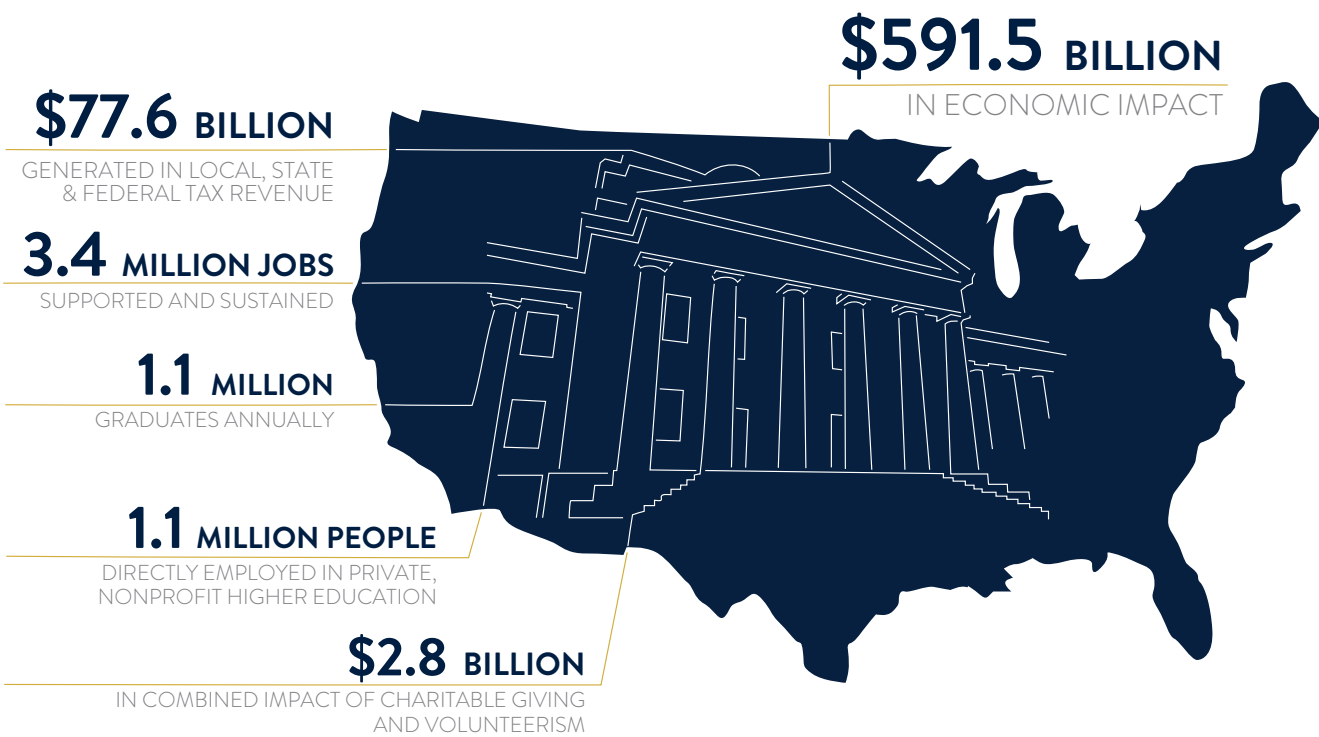 $591.5 BILLION
IN ECONOMIC IMPACT
$77.6 BILLION
GENERATED IN LOCAL, STATE
& FEDERAL TAX REVENUE
3.4 MILLION JOBS
SUPPORTED AND SUSTAINED
1.1 MILLION
GRADUATES ANNUALLY
1.1 MILLION PEOPLE
DIRECTLY EMPLOYED IN PRIVATE,
NONPROFIT HIGHER EDUCATION
$2.8 BILLION
IN COMBINED IMPACT OF CHARITABLE GIVING
AND VOLUNTEERISM